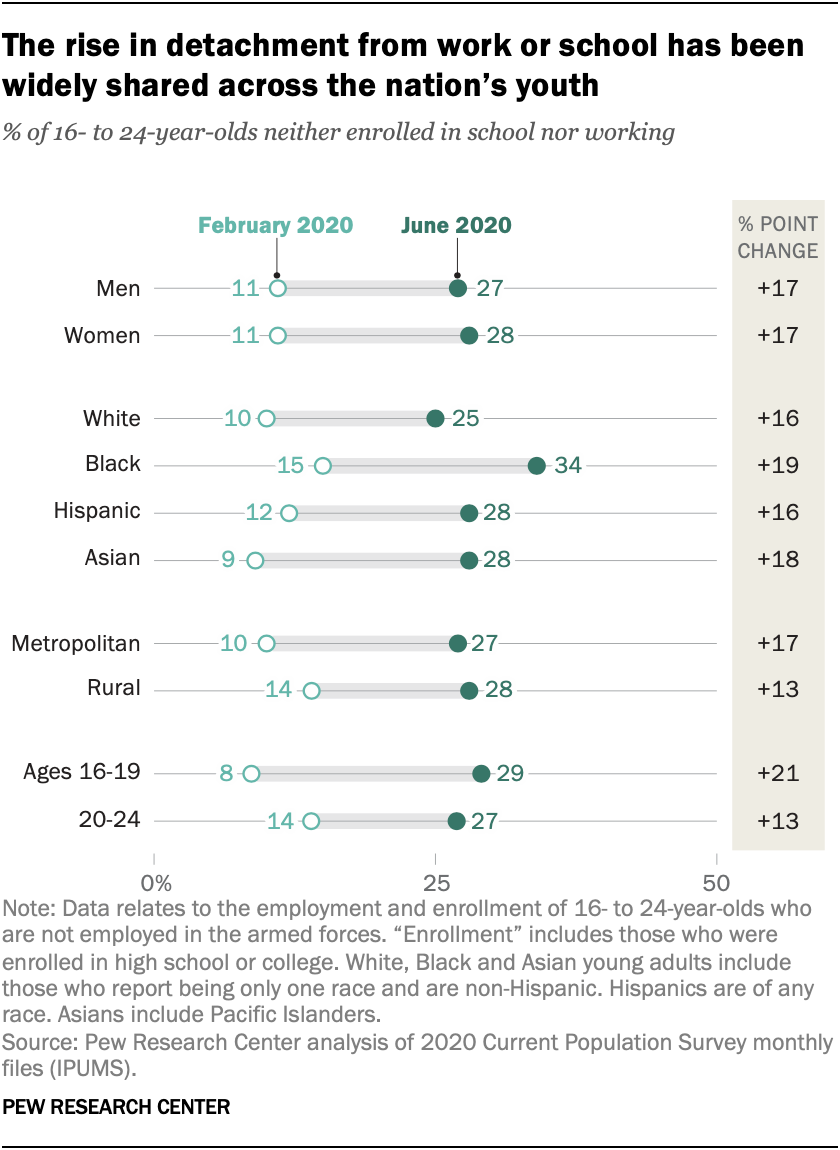 The rise in detachment from work or school has been
widely shared across the nation’s youth
% of 16- to 24-year-olds neither enrolled in school nor working
February 2020 June 2020 % POINT
CHANGE
Men 11 27 +17
Women 11 28 +17
White 10 25 +16
Black 15 34 +19
Hispanic 12 28 +16
Asian 9 28 +18
Metropolitan 10 27 +17
Rural 14 28 +13
Ages 16-19 8 29 +21
20-24 14 27 +13
0% 25 50
Note: Data relates to the employment and enrollment of 16- to 24-year-olds who
are not employed in the armed forces. “Enrollment” includes those who were
enrolled in high school or college. White, Black and Asian young adults include
those who report being only one race and are non-Hispanic. Hispanics are of any
race. Asians include Pacific Islanders.
Source: Pew Research Center analysis of 2020 Current Population Survey monthly
files (IPUMS).
PEW RESEARCH CENTER